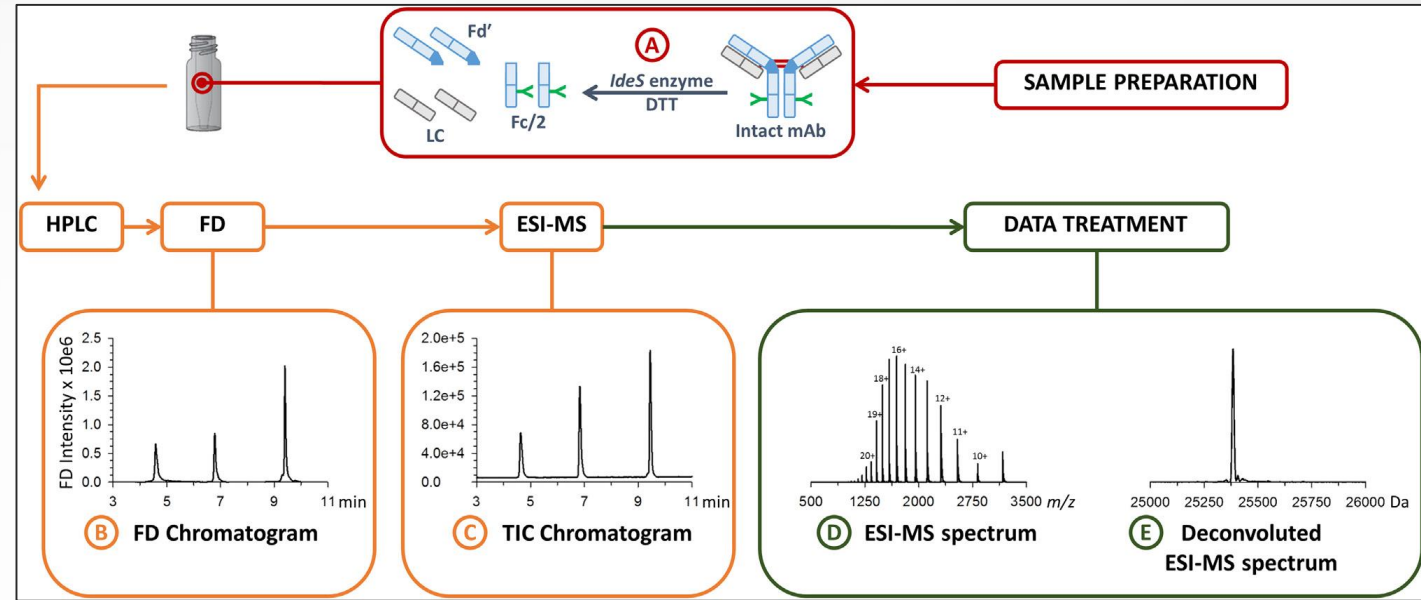 SAMPLE PREPARATION
A
Fd'
IdeS enzyme
DTT
Fc/2
LC
Intact mAb
HPLC
FD
ESI-MS
DATA TREATMENT
FD Intensity x 10e6
2.5
2.0
1.5
1.0
0.5
0.0
3 5 7 9 11 min
B FD Chromatogram
2.0e+5
1.6e+5
1.2e+5
8.0e+4
4.0e+4
0.0
3 5 7 9 11 min
C TIC Chromatogram
16+
18+
14+
12+
19+
11+
20+
10+
500 1250 2000 2750 3500 m/z
D ESI-MS spectrum
25000 25250 25500 25750 26000 Da
E Deconvoluted
ESI-MS spectrum